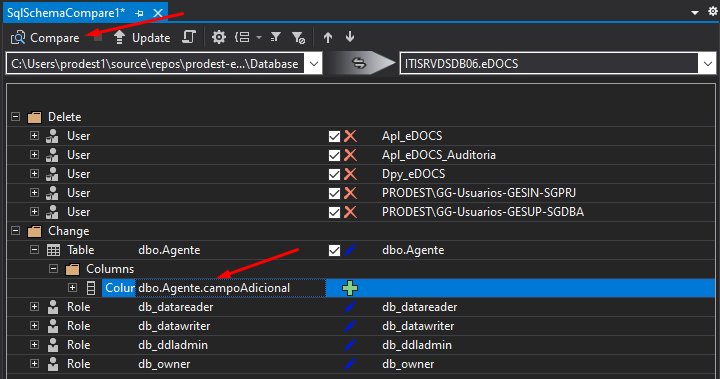 SqlSchemaCompare1*
Compare Update
C:\Users\prodest1\source\repos\prodest-e...\Database ITISRVDSDB06.eDOCS
Delete
User Apl_eDOCS
User Apl_eDOCS_Auditoria
User Dpy_eDOCS
User PRODEST\GG-Usuarios-GESIN-SGPRJ
User PRODEST\GG-Usuarios-GESUP-SGDBA
Change
Table dbo.Agente dbo.Agente
Columns
Colur dbo.Agente.campoAdicional
Role db_datareader db_datareader
Role db_datawriter db_datawriter
Role db_ddladmin db_ddladmin
Role db_owner db_owner